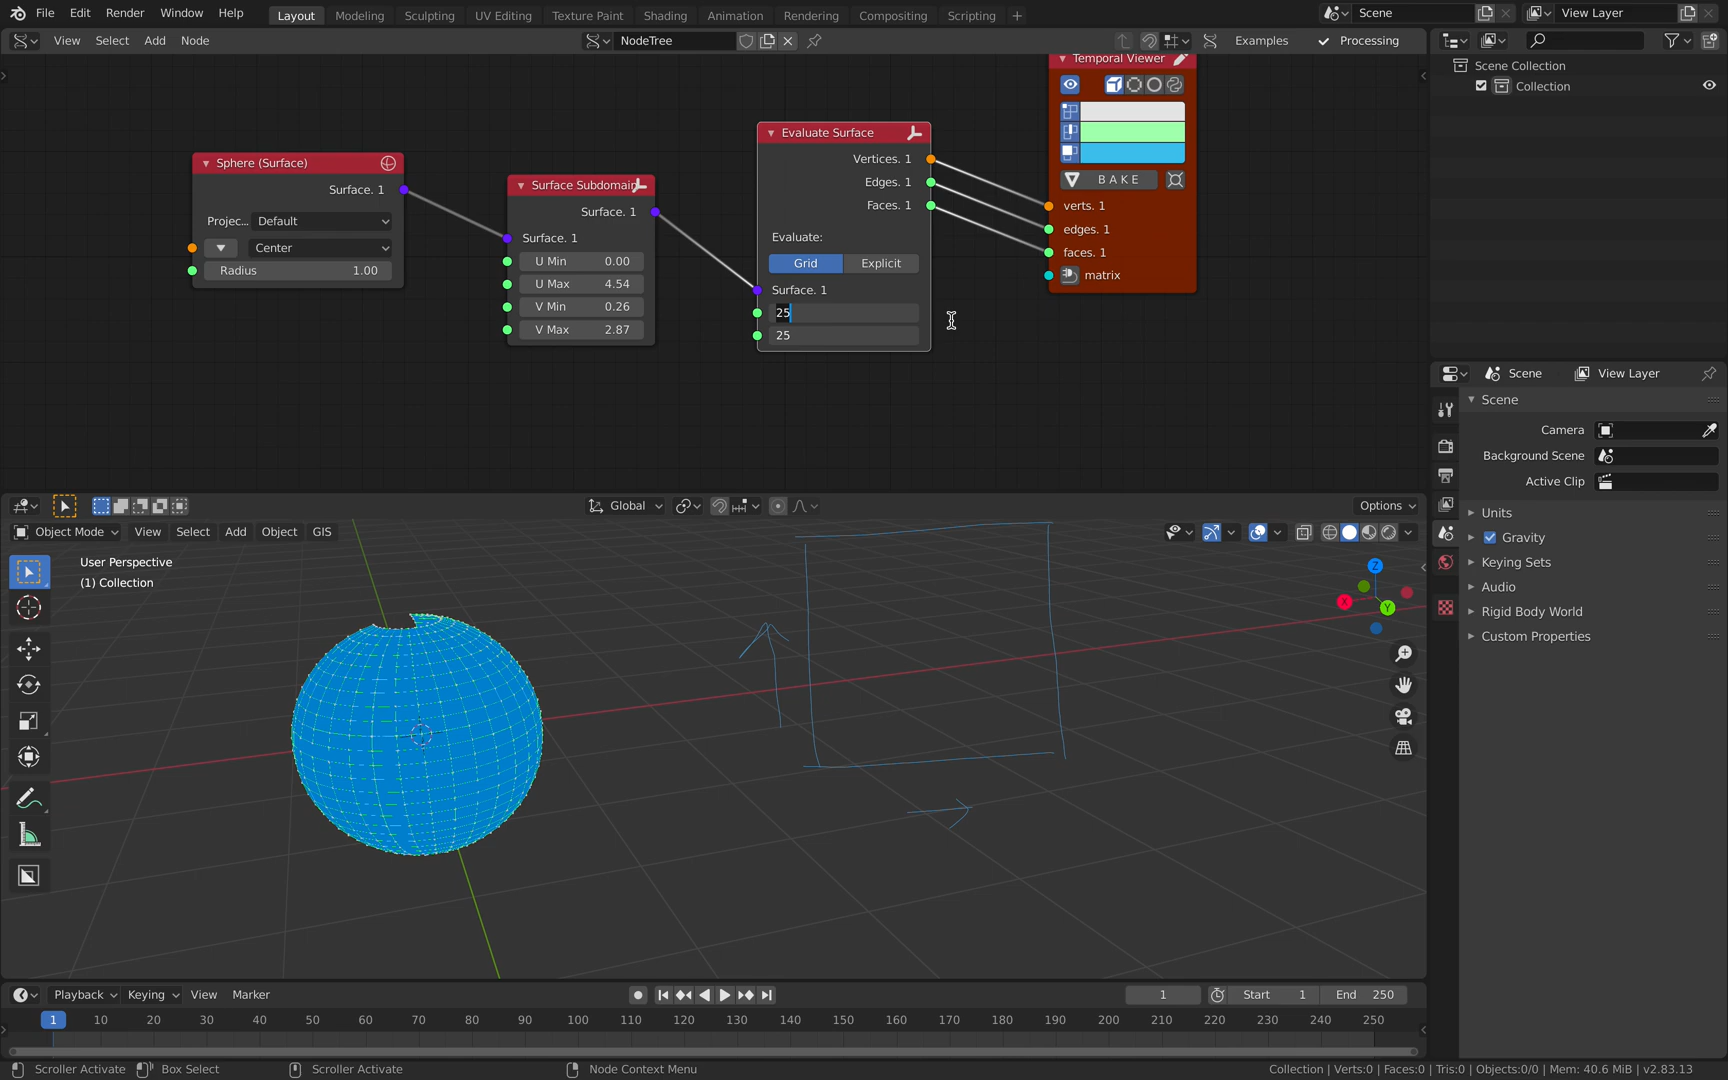 File Edit Render Window Help Layout Modeling Sculpting UV Editing Texture Paint Shading Animation Rendering Compositing Scripting + Scene View Layer
View Select Add Node NodeTree Examples Processing
Scene Collection
Collection
Temporal Viewer
BAKE
verts. 1
edges. 1
faces. 1
matrix
Sphere (Surface)
Surface. 1
Projec... Default
Center
Radius 1.00
Surface Subdomain
Surface. 1
Surface. 1
U Min 0.00
U Max 4.54
V Min 0.26
V Max 2.87
Evaluate Surface
Vertices. 1
Edges. 1
Faces. 1
Evaluate:
Grid Explicit
Surface. 1
25
25
Scene View Layer
Scene
Camera
Background Scene
Active Clip
Units
Gravity
Keying Sets
Audio
Rigid Body World
Custom Properties
Global Options
Object Mode View Select Add Object GIS
User Perspective
(1) Collection
Z
X
Y
Playback Keying View Marker 1 Start 1 End 250
1 10 20 30 40 50 60 70 80 90 100 110 120 130 140 150 160 170 180 190 200 210 220 230 240 250
Scroller Activate Box Select Scroller Activate Node Context Menu Collection | Verts:0 | Faces:0 | Tris:0 | Objects:0/0 | Mem: 40.6 MiB | v2.83.13